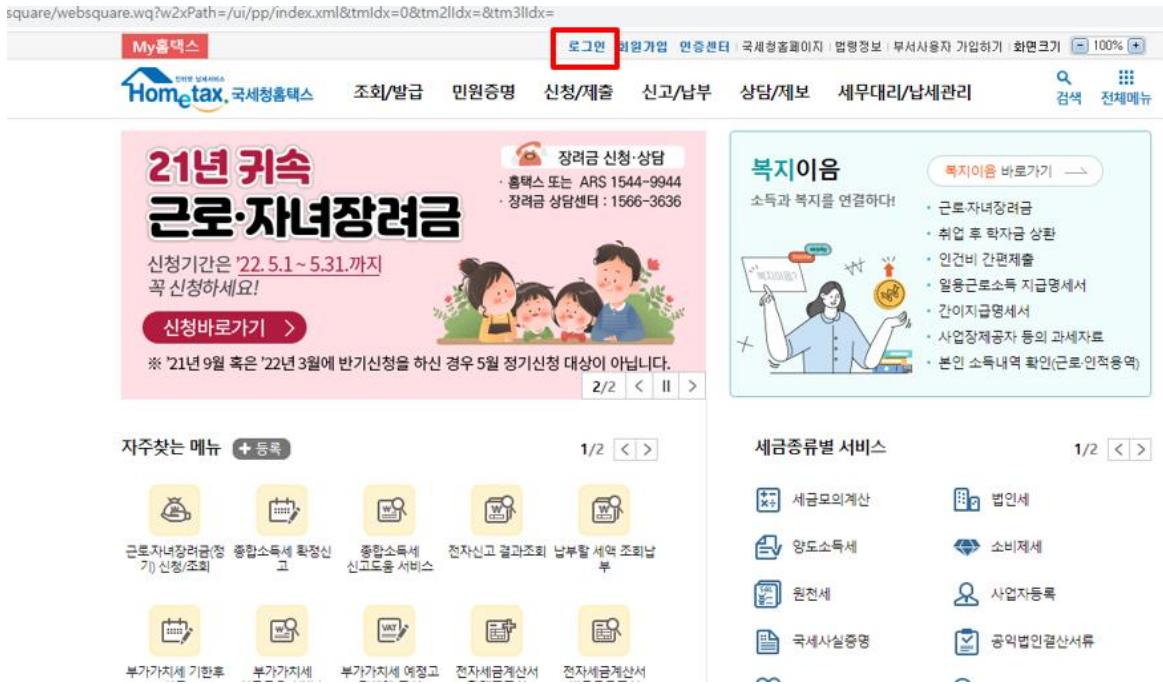 square/websquare.wq?w2xPath=/ui/pp/index.xml&tmIdx=0&tm2lIdx=&tm3lIdx=
My홈택스
로그인 회원가입 인증센터 국세청홈페이지 법령정보 부서사용자 가입하기 화면크기 - 100% +
인터넷 납세서비스
Hometax. 국세청홈택스 조회/발급 민원증명 신청/제출 신고/납부 상담/제보 세무대리/납세관리 검색 전체메뉴
21년 귀속
근로·자녀장려금
신청기간은 '22. 5.1 ~ 5.31.까지
꼭 신청하세요!
신청바로가기 >
장려금 신청·상담
· 홈택스 또는 ARS 1544-9944
· 장려금 상담센터 : 1566-3636
※ '21년 9월 혹은 '22년 3월에 반기신청을 하신 경우 5월 정기신청 대상이 아닙니다.
2/2 < II >
복지이음
소득과 복지를 연결하다!
복지이음 바로가기
복지이음?
· 근로·자녀장려금
· 취업 후 학자금 상환
· 인건비 간편제출
· 일용근로소득 지급명세서
· 간이지급명세서
· 사업장제공자 등의 과세자료
· 본인 소득내역 확인(근로·인적용역)
자주찾는 메뉴 + 등록 1/2 < >
근로·자녀장려금(정기) 신청/조회
종합소득세 확정신고
종합소득세 신고도움 서비스
전자신고 결과조회
납부할 세액 조회납부
부가가치세 기한후
부가가치세
부가가치세 예정고
전자세금계산서
전자세금계산서
세금종류별 서비스 1/2 < >
세금모의계산 법인세
양도소득세 소비제세
원천세 사업자등록
국세사실증명 공익법인결산서류